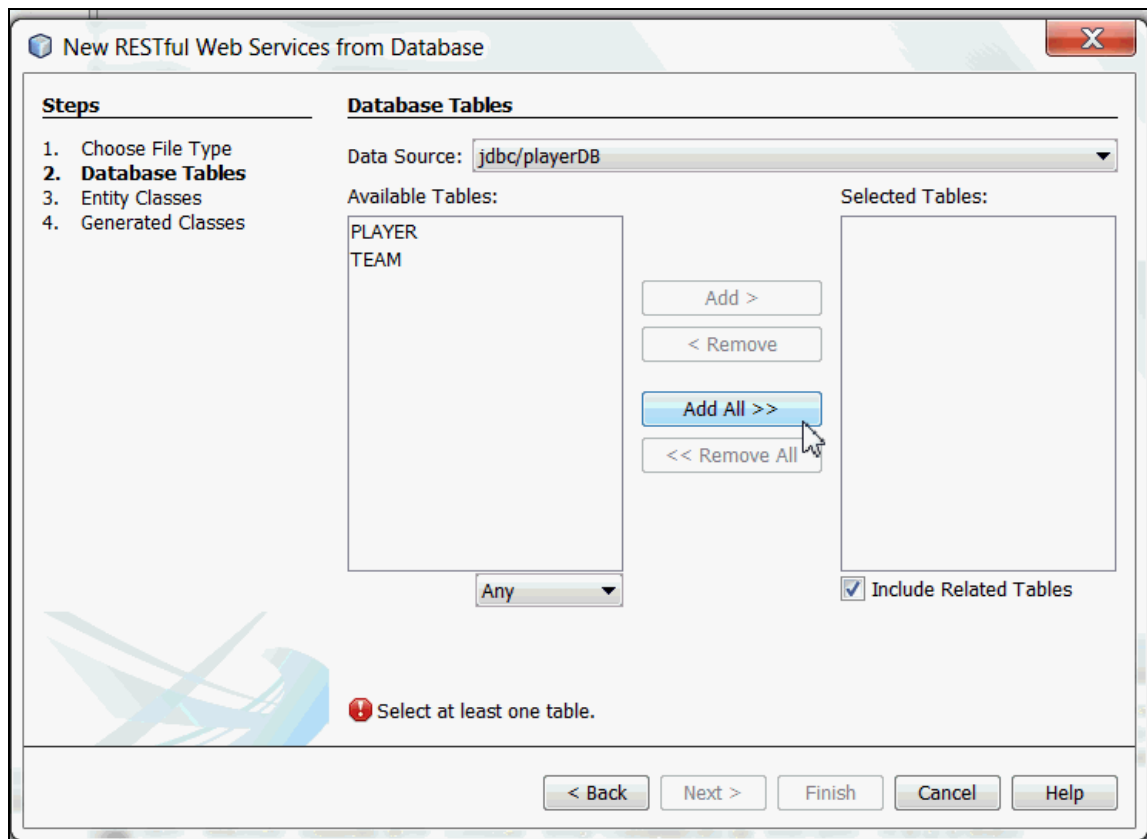 New RESTful Web Services from Database
X
Steps
1. Choose File Type
2. Database Tables
3. Entity Classes
4. Generated Classes
Database Tables
Data Source: jdbc/playerDB
Available Tables:
PLAYER
TEAM
Any
Add >
< Remove
Add All >>
<< Remove All
Selected Tables:
Include Related Tables
Select at least one table.
< Back Next > Finish Cancel Help